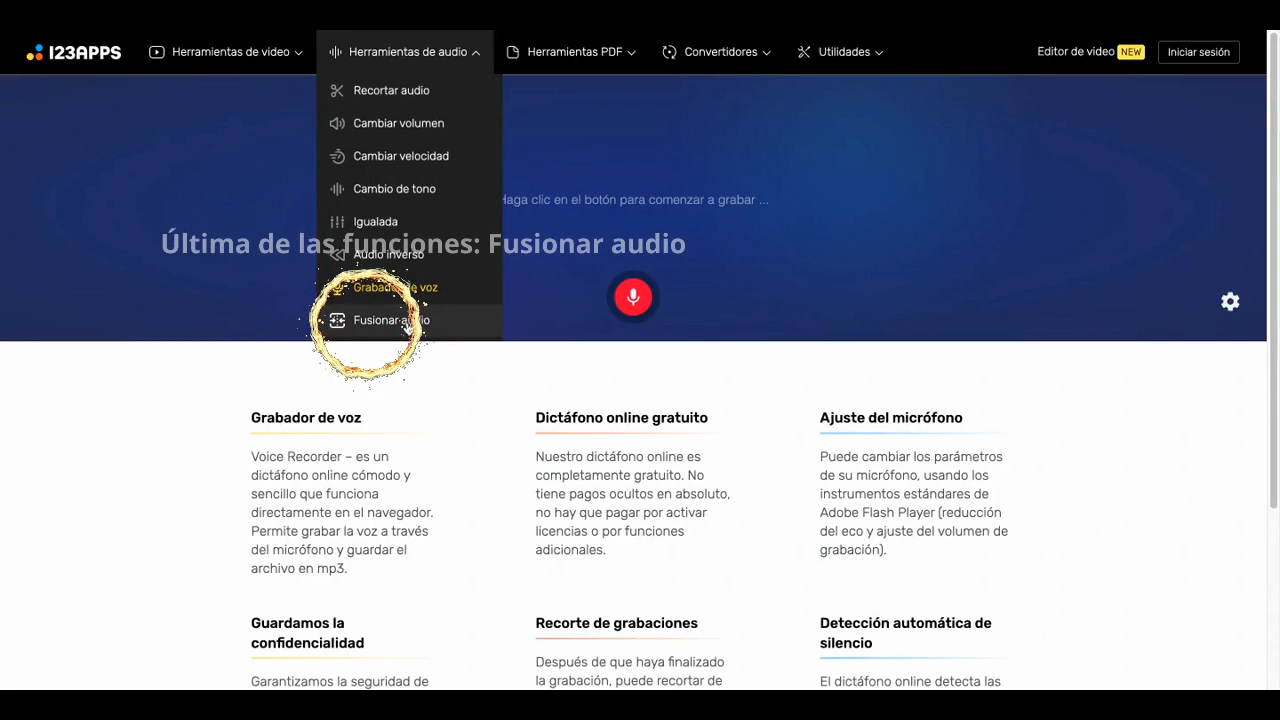 123APPS
Herramientas de video
Herramientas de audio
Herramientas PDF
Convertidores
Utilidades
Editor de video NEW
Iniciar sesión
Recortar audio
Cambiar volumen
Cambiar velocidad
Cambio de tono
Igualada
Audio inverso
Grabador de voz
Fusionar audio
Haga clic en el botón para comenzar a grabar ...
Última de las funciones: Fusionar audio
Grabador de voz
Voice Recorder – es un
dictáfono online cómodo y
sencillo que funciona
directamente en el navegador.
Permite grabar la voz a través
del micrófono y guardar el
archivo en mp3.
Dictáfono online gratuito
Nuestro dictáfono online es
completamente gratuito. No
tiene pagos ocultos en absoluto,
no hay que pagar por activar
licencias o por funciones
adicionales.
Ajuste del micrófono
Puede cambiar los parámetros
de su micrófono, usando los
instrumentos estándares de
Adobe Flash Player (reducción
del eco y ajuste del volumen de
grabación).
Guardamos la
confidencialidad
Garantizamos la seguridad de
Recorte de grabaciones
Después de que haya finalizado
la grabación, puede recortar de
Detección automática de
silencio
El dictáfono online detecta las